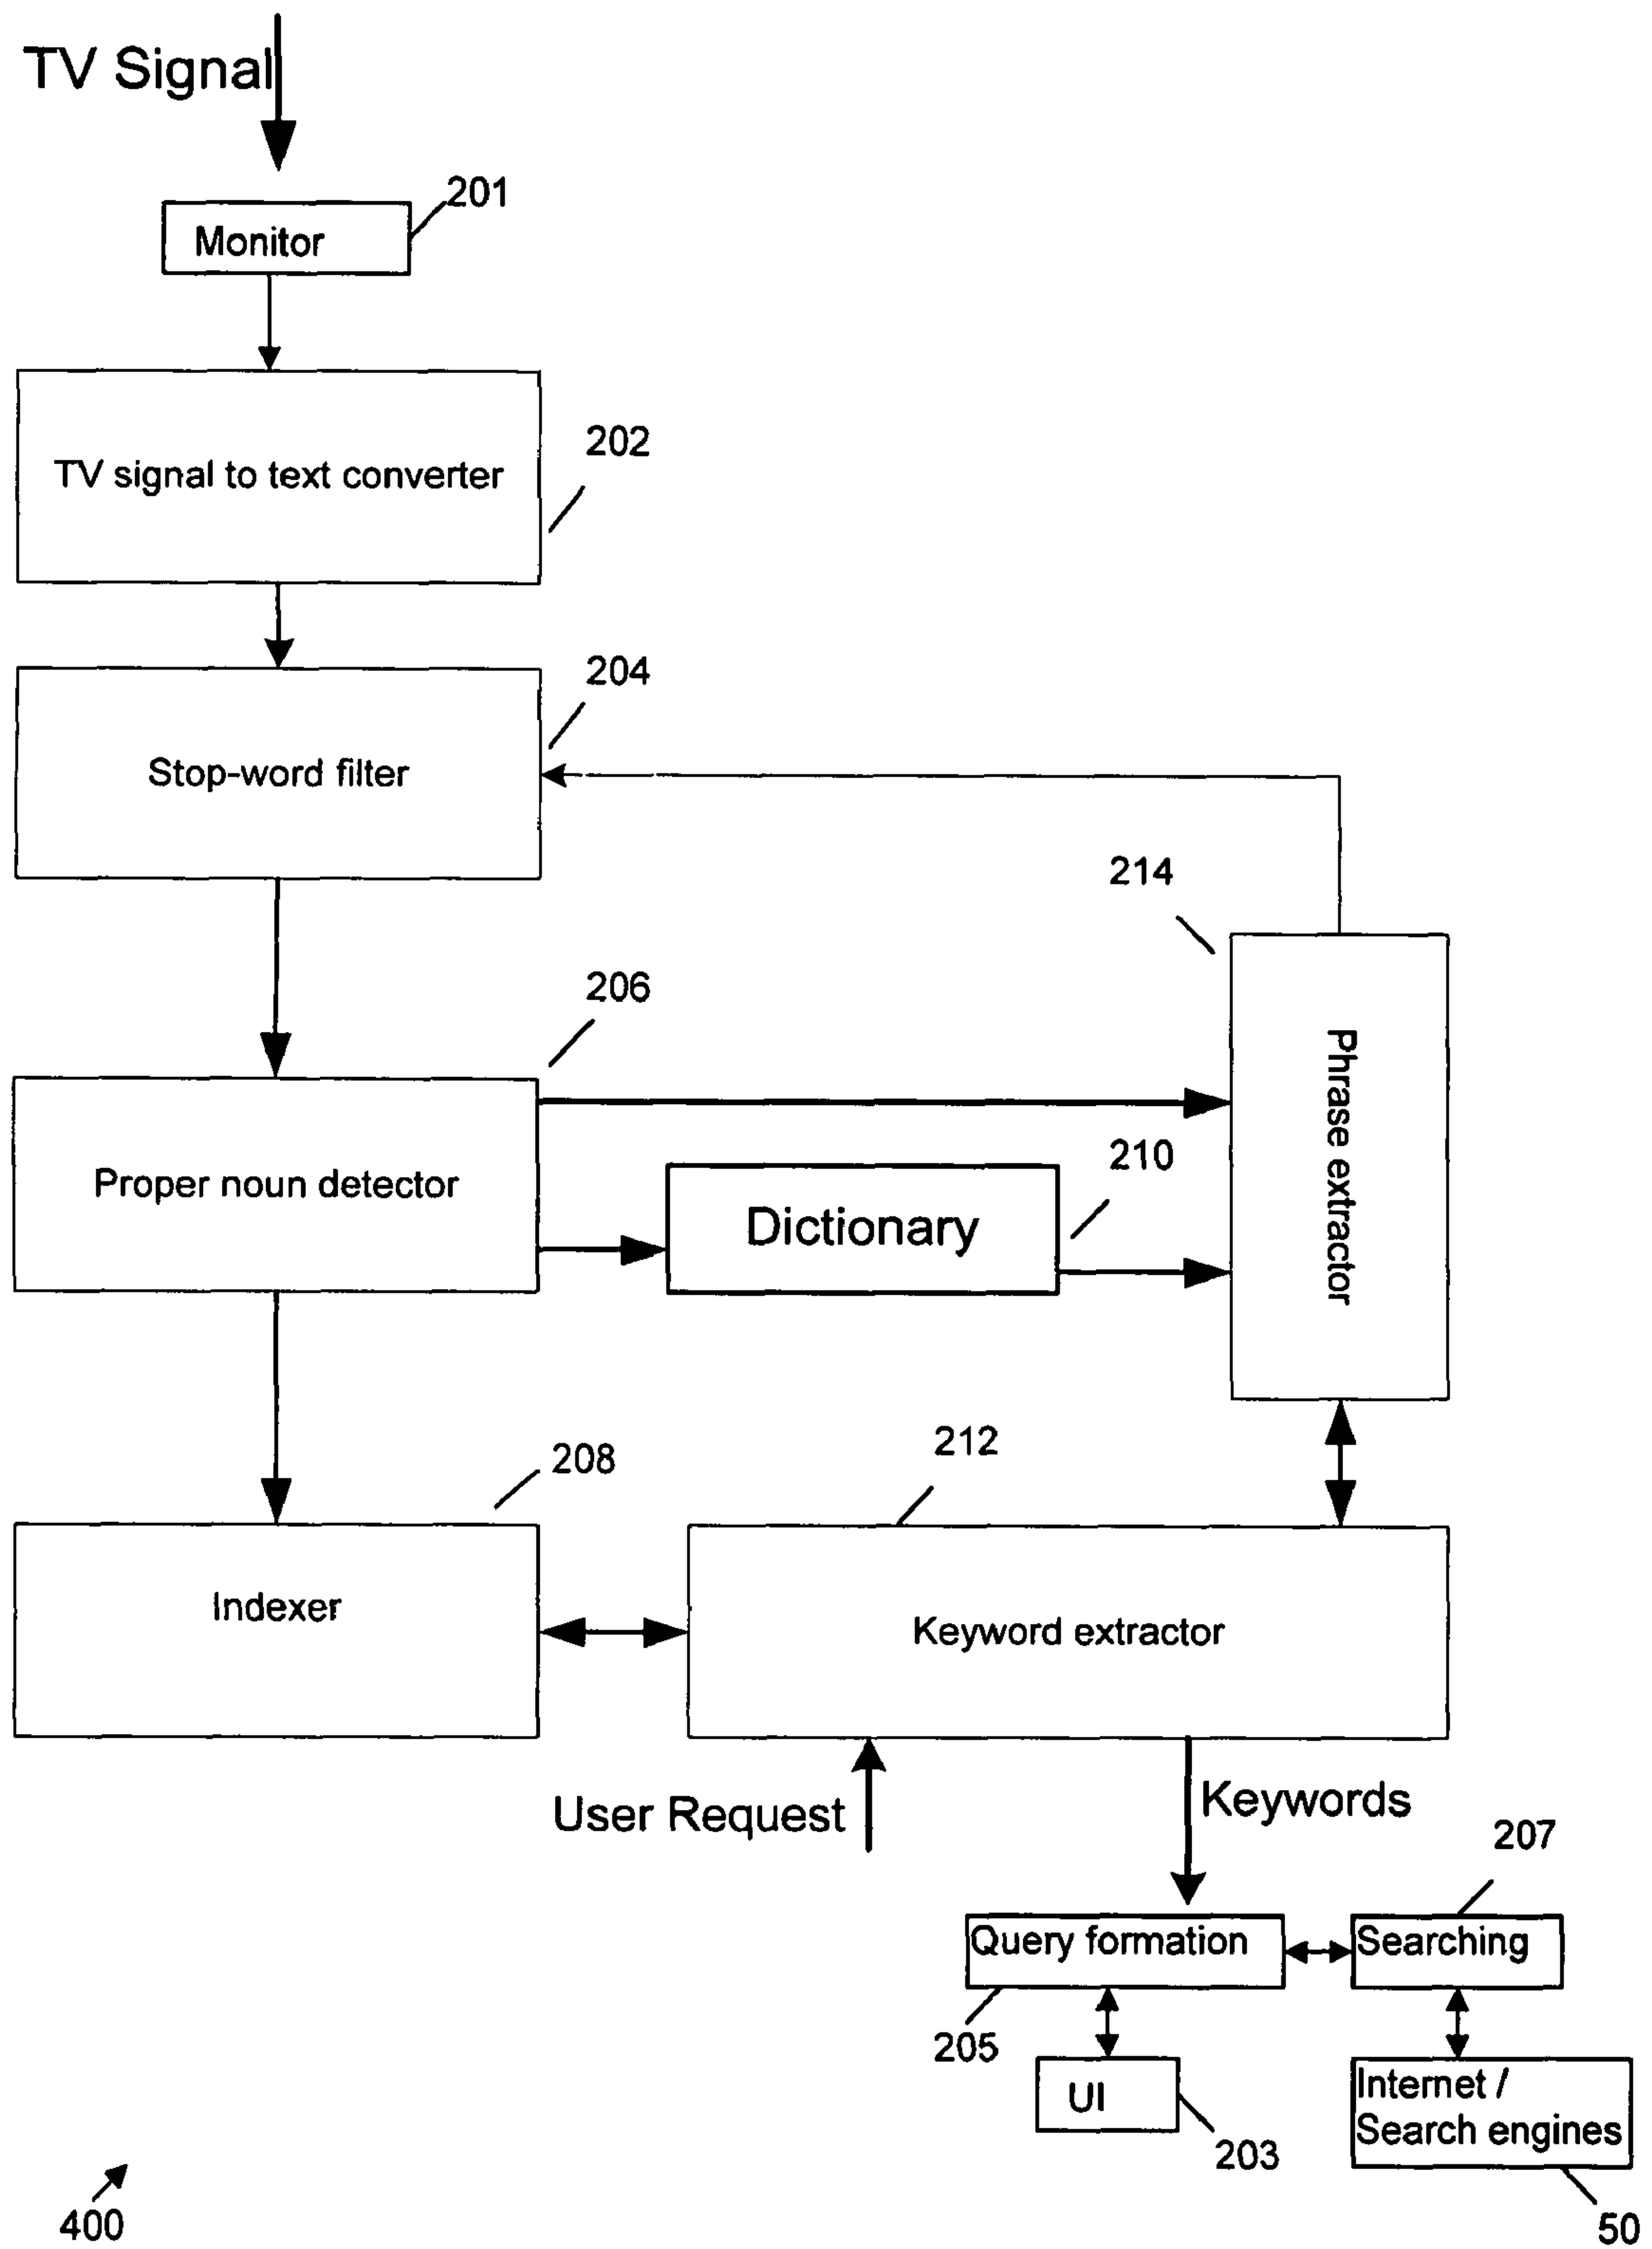 TV Signal
201
Monitor
202
TV signal to text converter
204
Stop-word filter
214
206
Phrase extractor
210
Proper noun detector
Dictionary
212
208
Indexer
Keyword extractor
User Request
Keywords
207
Query formation
Searching
205
UI
Internet /
Search engines
203
400
50